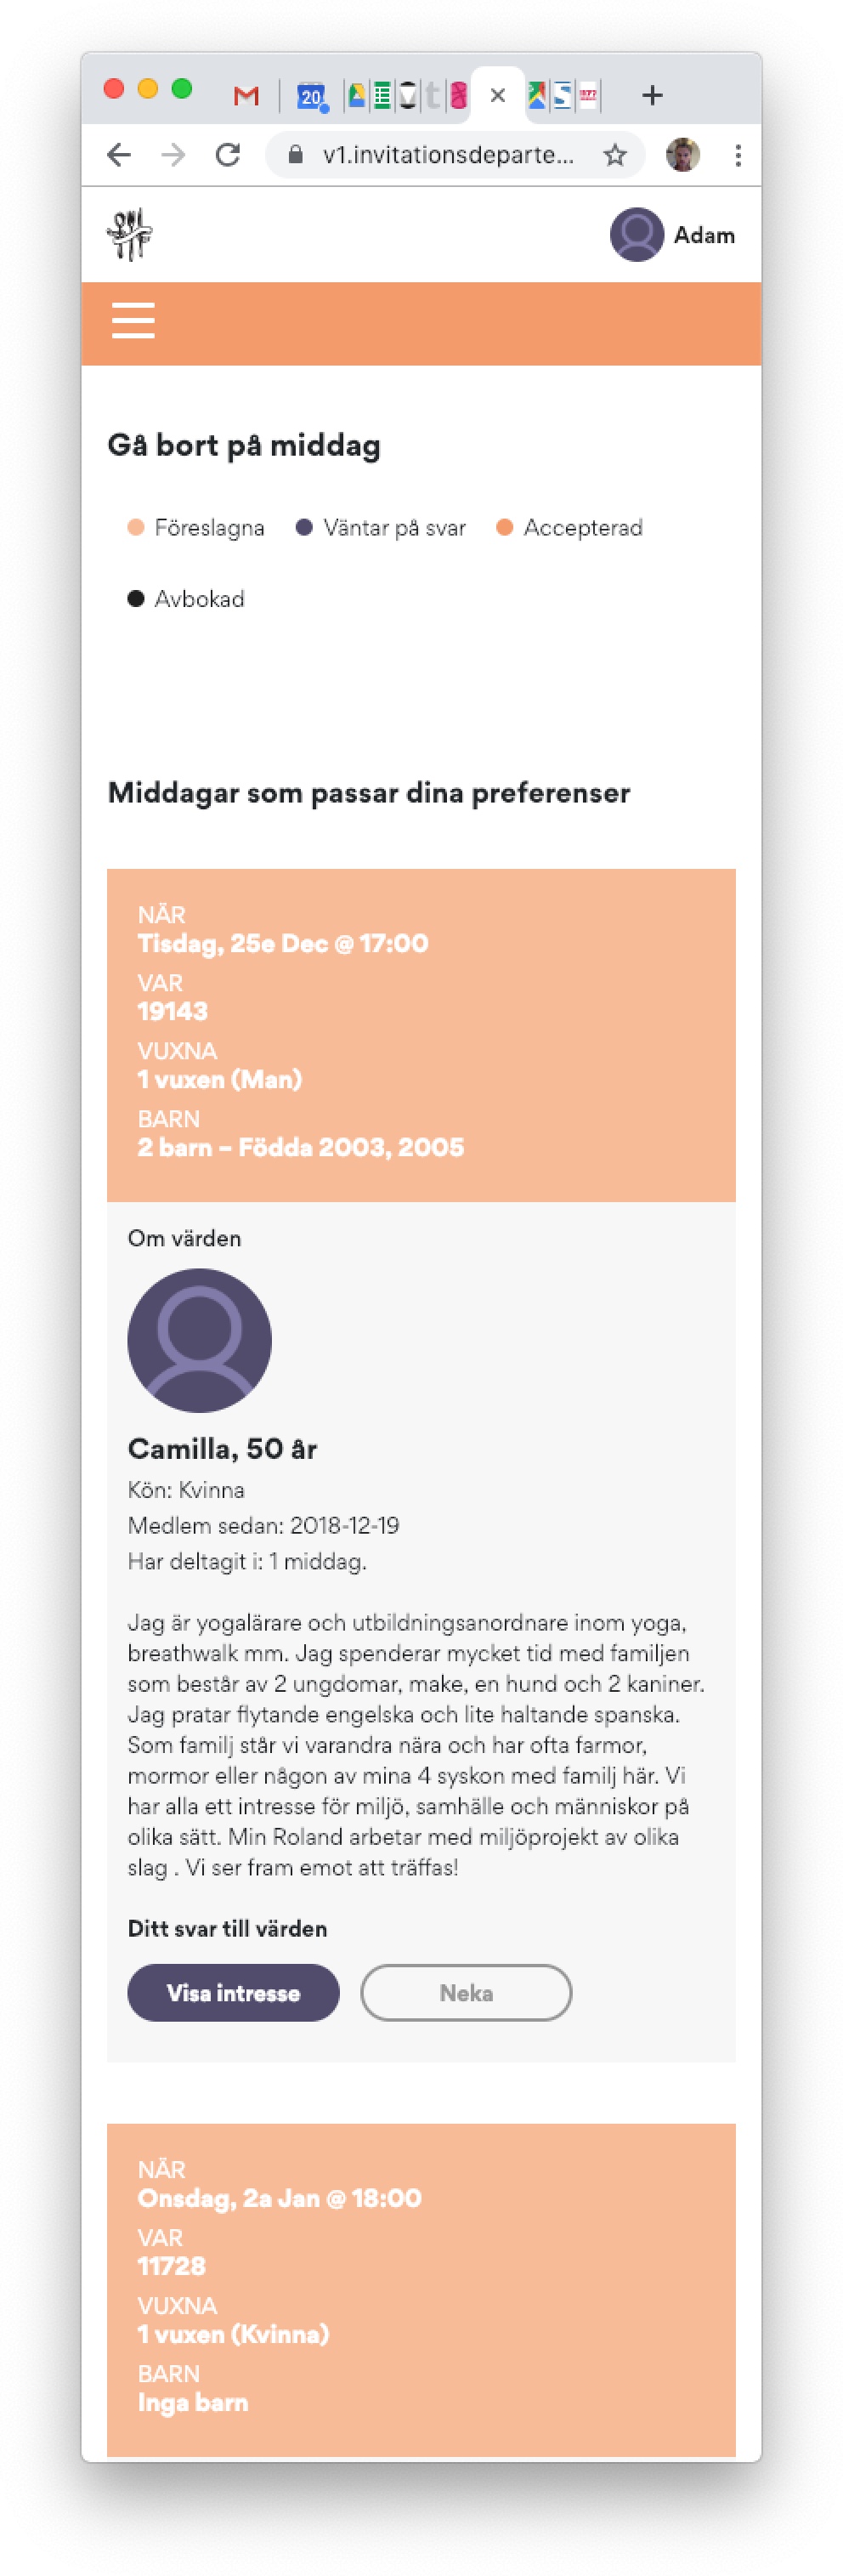 20
v1.invitationsdeparte...
Adam
Gå bort på middag
Föreslagna
Väntar på svar
Accepterad
Avbokad
Middagar som passar dina preferenser
NÄR
Tisdag, 25e Dec @ 17:00
VAR
19143
VUXNA
1 vuxen (Man)
BARN
2 barn – Födda 2003, 2005
Om värden
Camilla, 50 år
Kön: Kvinna
Medlem sedan: 2018-12-19
Har deltagit i: 1 middag.
Jag är yogalärare och utbildningsanordnare inom yoga,
breathwalk mm. Jag spenderar mycket tid med familjen
som består av 2 ungdomar, make, en hund och 2 kaniner.
Jag pratar flytande engelska och lite haltande spanska.
Som familj står vi varandra nära och har ofta farmor,
mormor eller någon av mina 4 syskon med familj här. Vi
har alla ett intresse för miljö, samhälle och människor på
olika sätt. Min Roland arbetar med miljöprojekt av olika
slag . Vi ser fram emot att träffas!
Ditt svar till värden
Visa intresse
Neka
NÄR
Onsdag, 2a Jan @ 18:00
VAR
11728
VUXNA
1 vuxen (Kvinna)
BARN
Inga barn